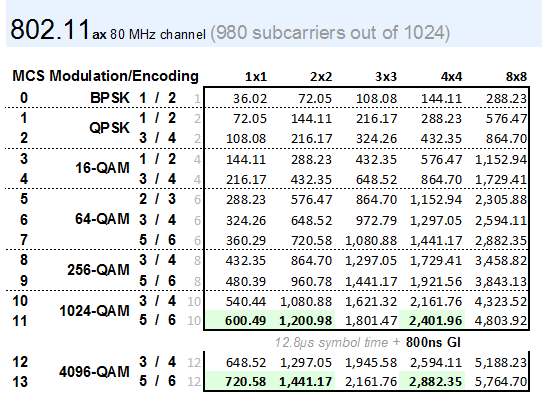 802.11ax 80 MHz channel (980 subcarriers out of 1024)
MCS Modulation/Encoding 1x1 2x2 3x3 4x4 8x8
0 BPSK 1 / 2 1 36.02 72.05 108.08 144.11 288.23
1 QPSK 1 / 2 2 72.05 144.11 216.17 288.23 576.47
2 3 / 4 2 108.08 216.17 324.26 432.35 864.70
3 16-QAM 1 / 2 4 144.11 288.23 432.35 576.47 1,152.94
4 3 / 4 4 216.17 432.35 648.52 864.70 1,729.41
5 64-QAM 2 / 3 6 288.23 576.47 864.70 1,152.94 2,305.88
6 3 / 4 6 324.26 648.52 972.79 1,297.05 2,594.11
7 5 / 6 6 360.29 720.58 1,080.88 1,441.17 2,882.35
8 256-QAM 3 / 4 8 432.35 864.70 1,297.05 1,729.41 3,458.82
9 5 / 6 8 480.39 960.78 1,441.17 1,921.56 3,843.13
10 1024-QAM 3 / 4 10 540.44 1,080.88 1,621.32 2,161.76 4,323.52
11 5 / 6 10 600.49 1,200.98 1,801.47 2,401.96 4,803.92
12.8µs symbol time + 800ns GI
12 4096-QAM 3 / 4 12 648.52 1,297.05 1,945.58 2,594.11 5,188.23
13 5 / 6 12 720.58 1,441.17 2,161.76 2,882.35 5,764.70